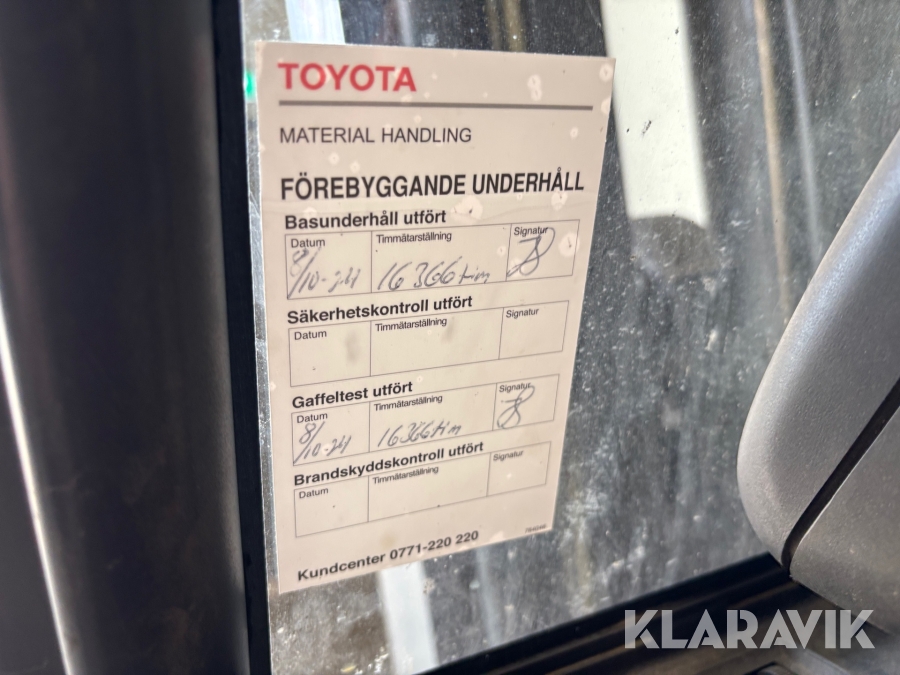 TOYOTA
MATERIAL HANDLING
FÖREBYGGANDE UNDERHÅLL
Basunderhåll utfört
Datum Timmätarställning Signatur
8/10-24 16366 tim
Säkerhetskontroll utfört
Datum Timmätarställning Signatur
Gaffeltest utfört
Datum Timmätarställning Signatur
8/10-24 16366 tim
Brandskyddskontroll utfört
Datum Timmätarställning Signatur
Kundcenter 0771-220 220
KLARAVIK